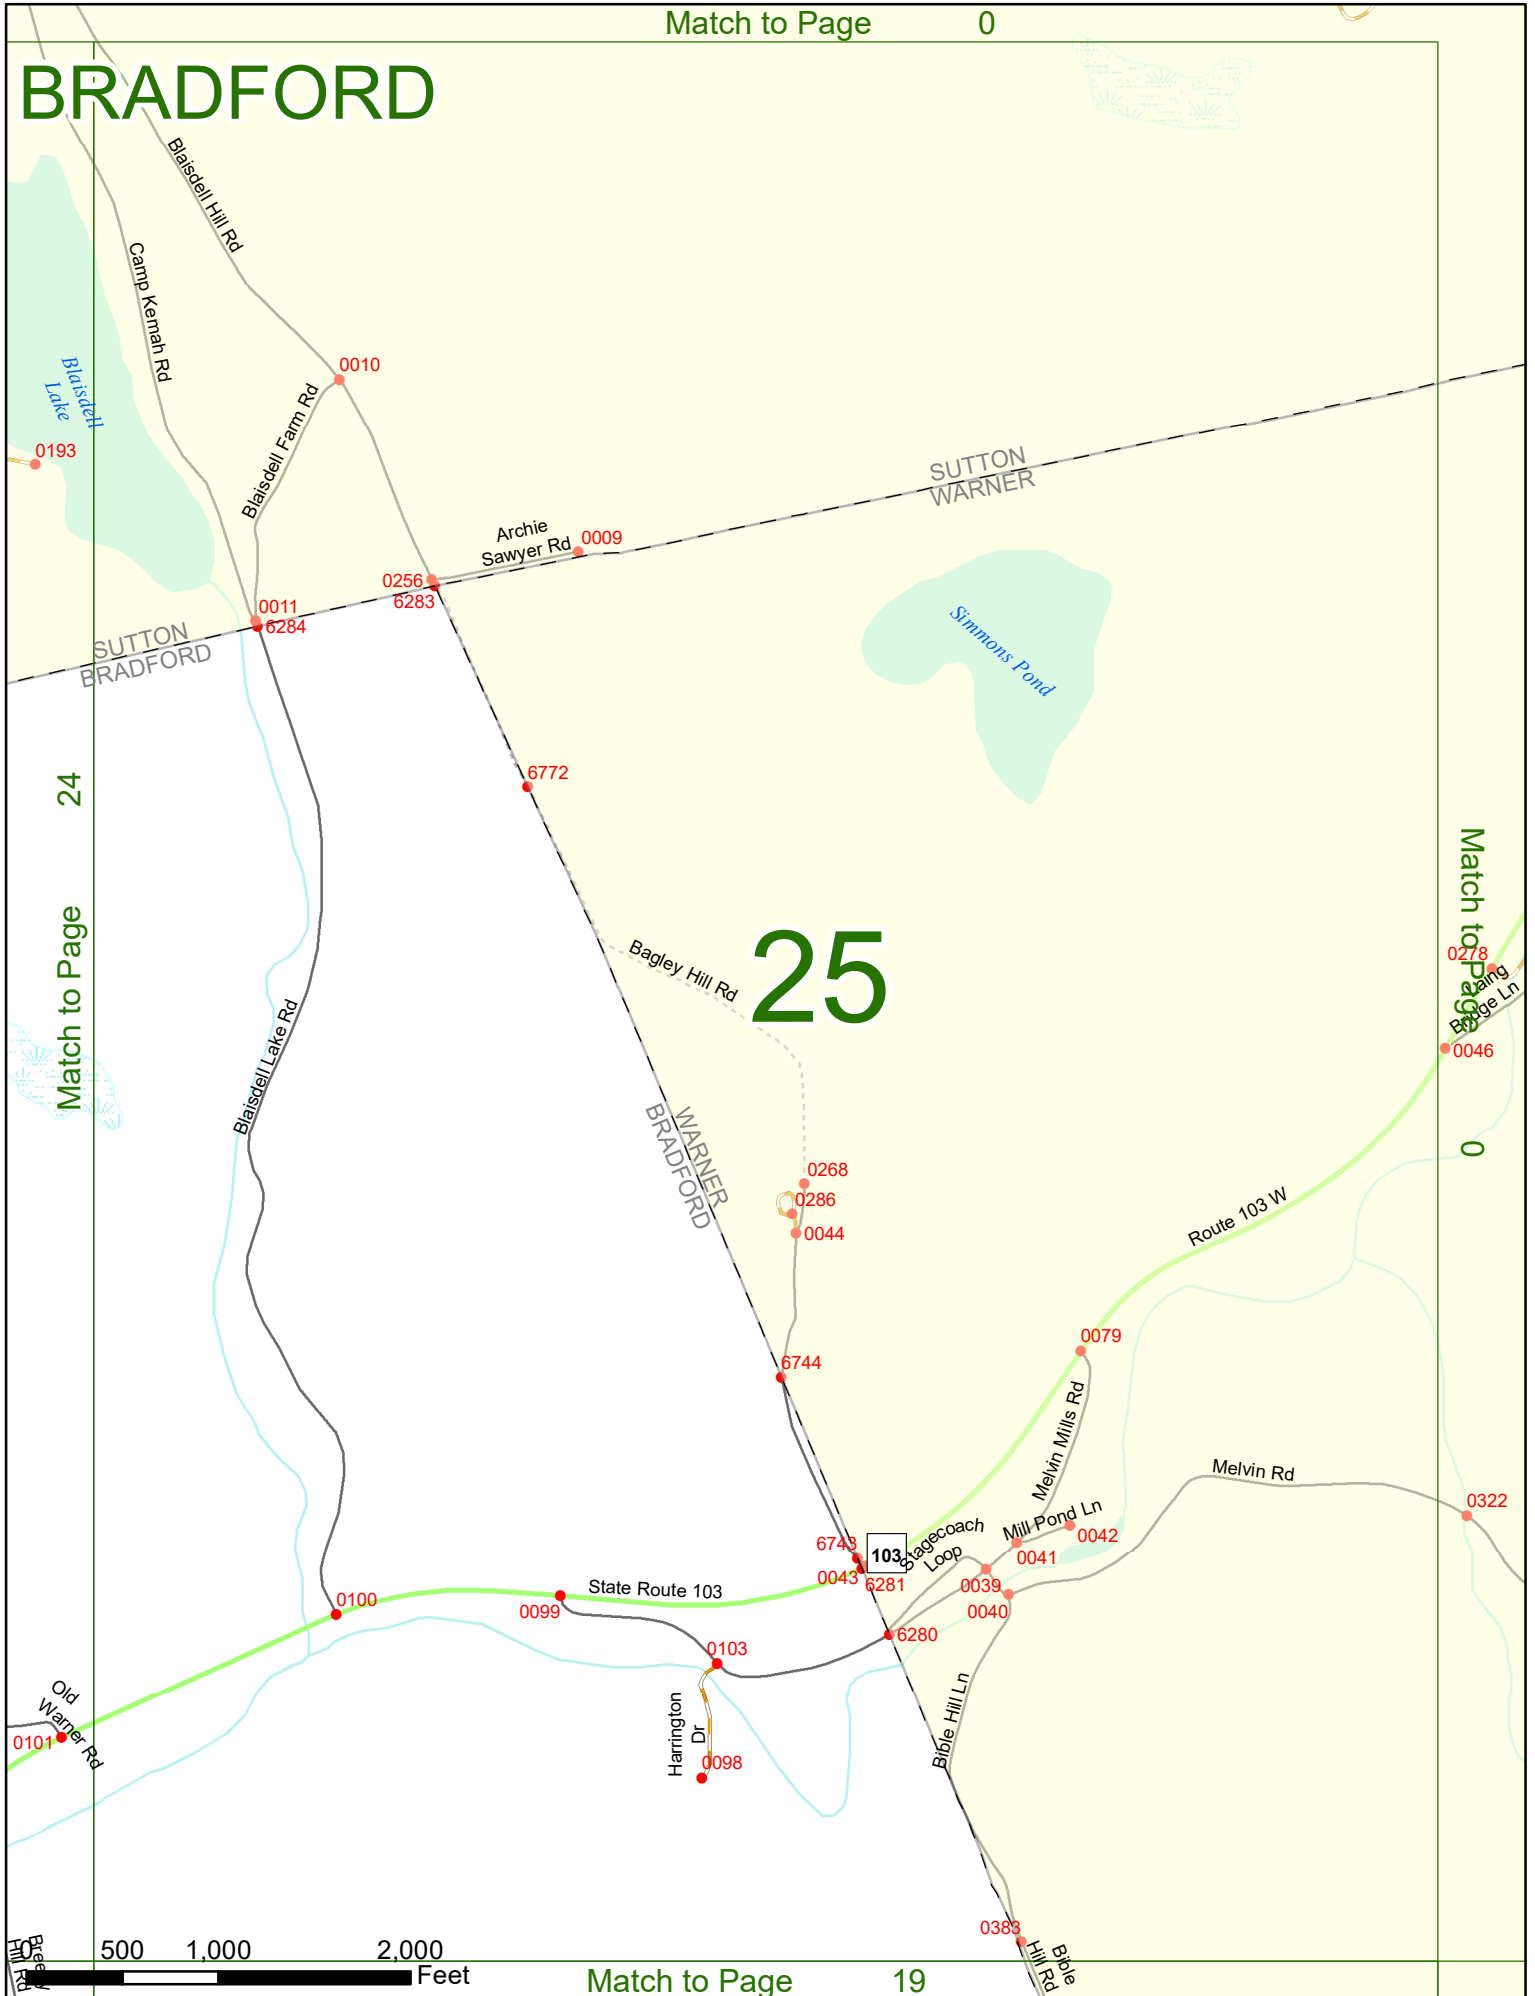 Match to Page 0
BRADFORD
Blaisdell Hill Rd
Camp Kemah Rd
Blaisdell
Lake
0010
Blaisdell Farm Rd
0193
SUTTON
WARNER
Archie
Sawyer Rd
0009
0256
6283
0011
6284
SUTTON
BRADFORD
Simmons Pond
6772
24
Match to Page
Bagley Hill Rd
25
Match to Page
0
0278
Laing
Bridge Ln
0046
Blaisdell Lake Rd
WARNER
BRADFORD
0268
0286
0044
Route 103 W
0079
6744
Melvin Mills Rd
Melvin Rd
0322
Mill Pond Ln
0042
0041
Stagecoach
Loop
6743
103
0043
6281
0039
0040
State Route 103
0100
0099
6280
0103
Harrington
Dr
0098
Bible Hill Ln
Old
Warner Rd
0101
0383
Bible
Hill Rd
Breezy
Hill Rd
0 500 1,000 2,000
Feet
Match to Page 19